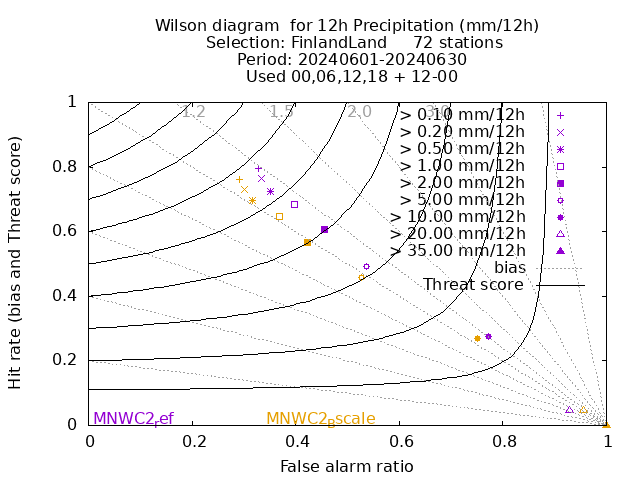 Wilson diagram  for 12h Precipitation (mm/12h)
Selection: FinlandLand     72 stations
Period: 20240601-20240630
Used 00,06,12,18 + 12-00
Hit rate (bias and Threat score)
1
0.8
0.6
0.4
0.2
0
1.2
1.5
2.0
3.0
> 0.10 mm/12h
> 0.20 mm/12h
> 0.50 mm/12h
> 1.00 mm/12h
> 2.00 mm/12h
> 5.00 mm/12h
> 10.00 mm/12h
> 20.00 mm/12h
> 35.00 mm/12h
bias
Threat score
MNWC2ref
MNWC2Bscale
0
0.2
0.4
0.6
0.8
1
False alarm ratio